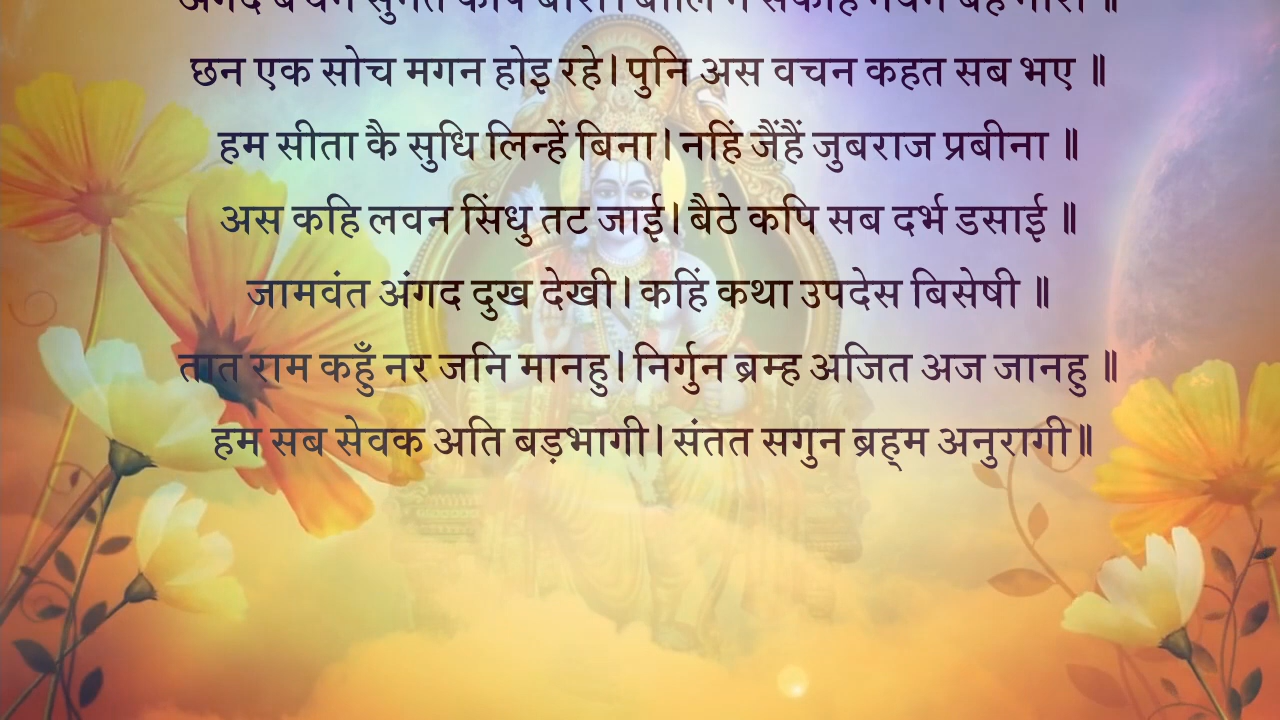 छन एक सोच मगन होइ रहे। पुनि अस वचन कहत सब भए ॥
हम सीता कै सुधि लिन्हें बिना। नहिं जैंहैं जुबराज प्रबीना ॥
अस कहि लवन सिंधु तट जाई। बैठे कपि सब दर्भ डसाई ॥
जामवंत अंगद दुख देखी। कहिं कथा उपदेस बिसेषी ॥
तात राम कहुँ नर जनि मानहु। निर्गुन ब्रम्ह अजित अज जानहु ॥
हम सब सेवक अति बड़भागी। संतत सगुन ब्रह्म अनुरागी॥